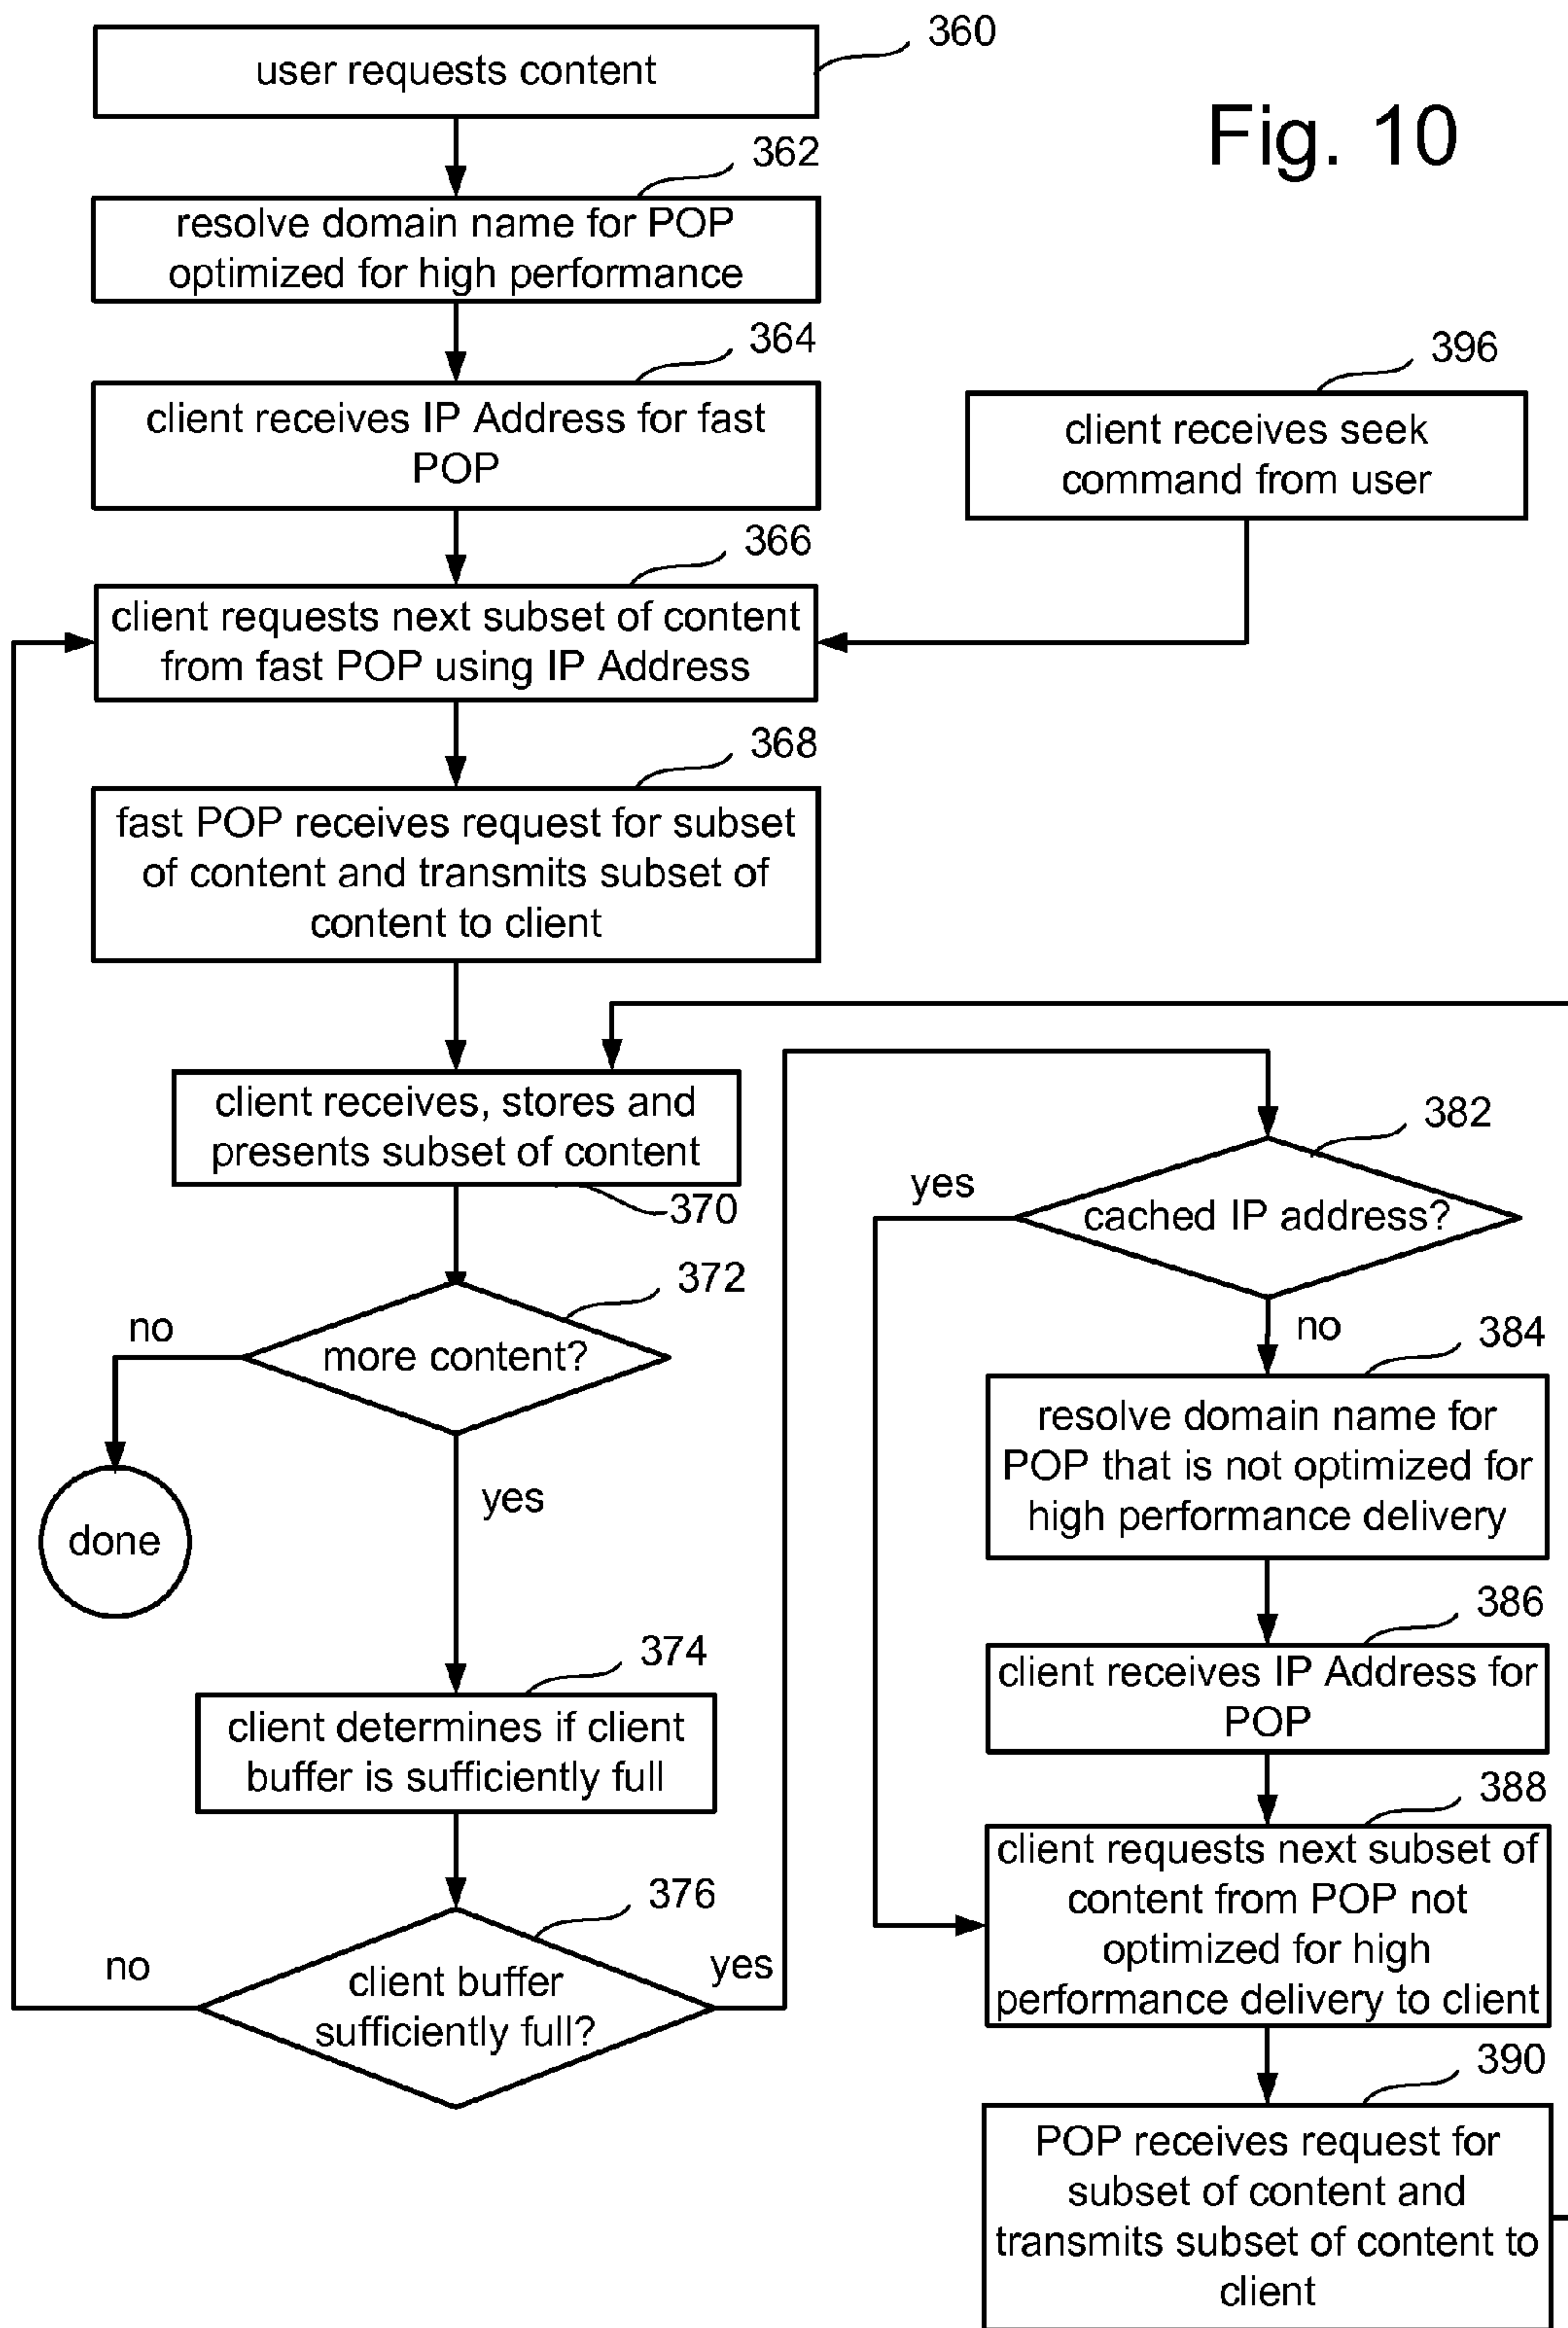 360
user requests content
Fig. 10
362
resolve domain name for POP
optimized for high performance
364
client receives IP Address for fast
POP
396
client receives seek
command from user
366
client requests next subset of content
from fast POP using IP Address
368
fast POP receives request for subset
of content and transmits subset of
content to client
client receives, stores and
presents subset of content
370
372
no
more content?
yes
done
374
client determines if client
buffer is sufficiently full
376
no
yes
client buffer
sufficiently full?
382
yes
cached IP address?
no
384
resolve domain name for
POP that is not optimized for
high performance delivery
386
client receives IP Address for
POP
388
client requests next subset of
content from POP not
optimized for high
performance delivery to client
390
POP receives request for
subset of content and
transmits subset of content to
client